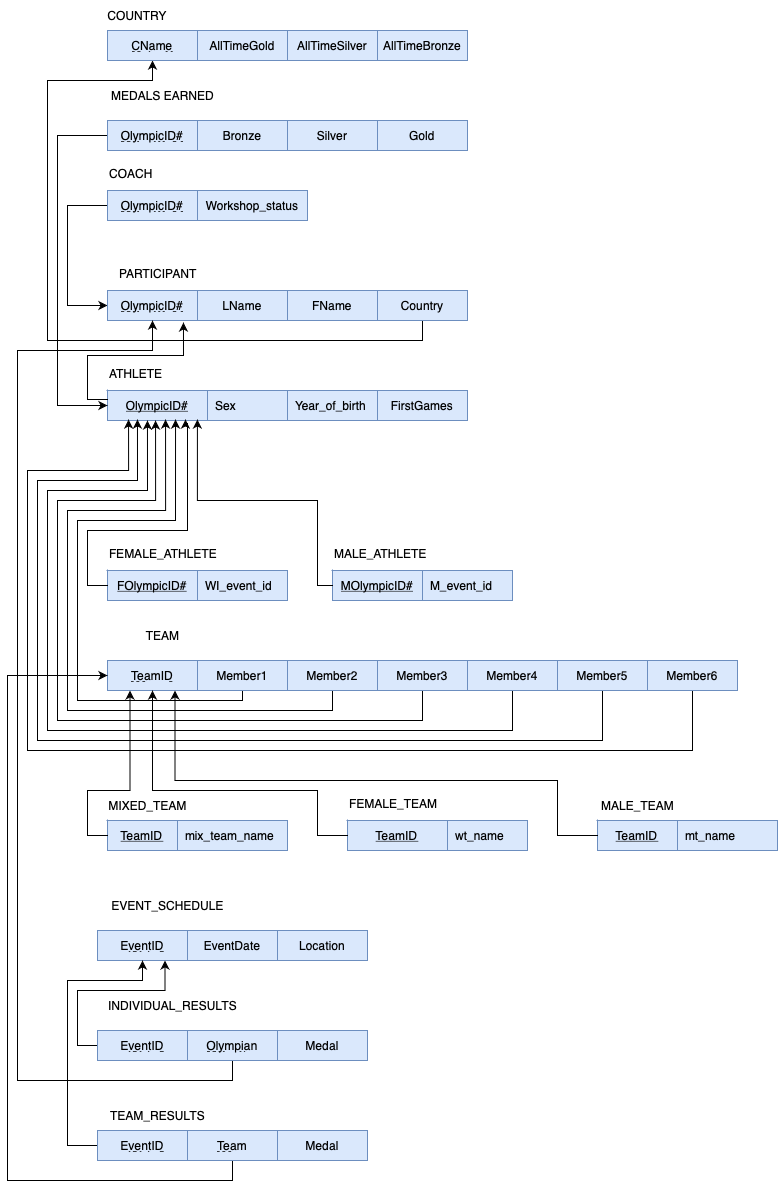 COUNTRY
CName AllTimeGold AllTimeSilver AllTimeBronze
MEDALS EARNED
OlympicID# Bronze Silver Gold
COACH
OlympicID# Workshop_status
PARTICIPANT
OlympicID# LName FName Country
ATHLETE
OlympicID# Sex Year_of_birth FirstGames
FEMALE_ATHLETE MALE_ATHLETE
FOlympicID# WI_event_id MOlympicID# M_event_id
TEAM
TeamID Member1 Member2 Member3 Member4 Member5 Member6
MIXED_TEAM FEMALE_TEAM MALE_TEAM
TeamID mix_team_name TeamID wt_name TeamID mt_name
EVENT_SCHEDULE
EventID EventDate Location
INDIVIDUAL_RESULTS
EventID Olympian Medal
TEAM_RESULTS
EventID Team Medal